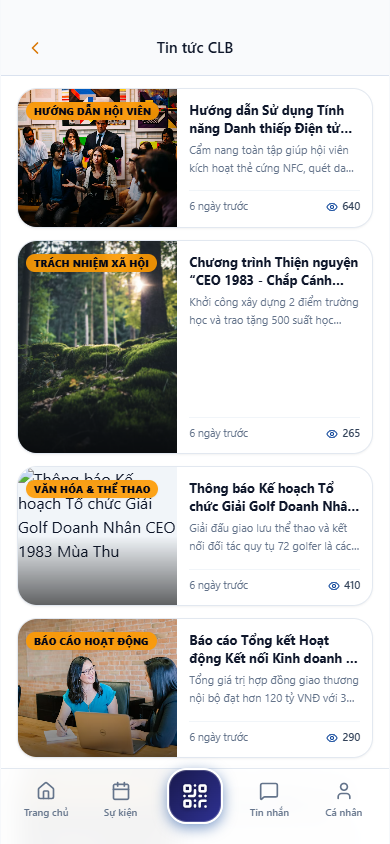 Tin tức CLB
HƯỚNG DẪN HỘI VIÊN
Hướng dẫn Sử dụng Tính
năng Danh thiếp Điện tử...
Cẩm nang toàn tập giúp hội viên
kích hoạt thẻ cứng NFC, quét da...
6 ngày trước
640
TRÁCH NHIỆM XÃ HỘI
Chương trình Thiện nguyện
“CEO 1983 - Chắp Cánh...
Khởi công xây dựng 2 điểm trường
học và trao tặng 500 suất học...
6 ngày trước
265
Thông báo Kế
VĂN HÓA & THỂ THAO
hoạch Tổ chức Giải
Golf Doanh Nhân CEO
1983 Mùa Thu
Thông báo Kế hoạch Tổ
chức Giải Golf Doanh Nhâ...
Giải đấu giao lưu thể thao và kết
nối đối tác quy tụ 72 golfer là các...
6 ngày trước
410
BÁO CÁO HOẠT ĐỘNG
Báo cáo Tổng kết Hoạt
động Kết nối Kinh doanh ...
Tổng giá trị hợp đồng giao thương
nội bộ đạt hơn 120 tỷ VNĐ với 3...
6 ngày trước
290
Trang chủ
Sự kiện
Tin nhắn
Cá nhân